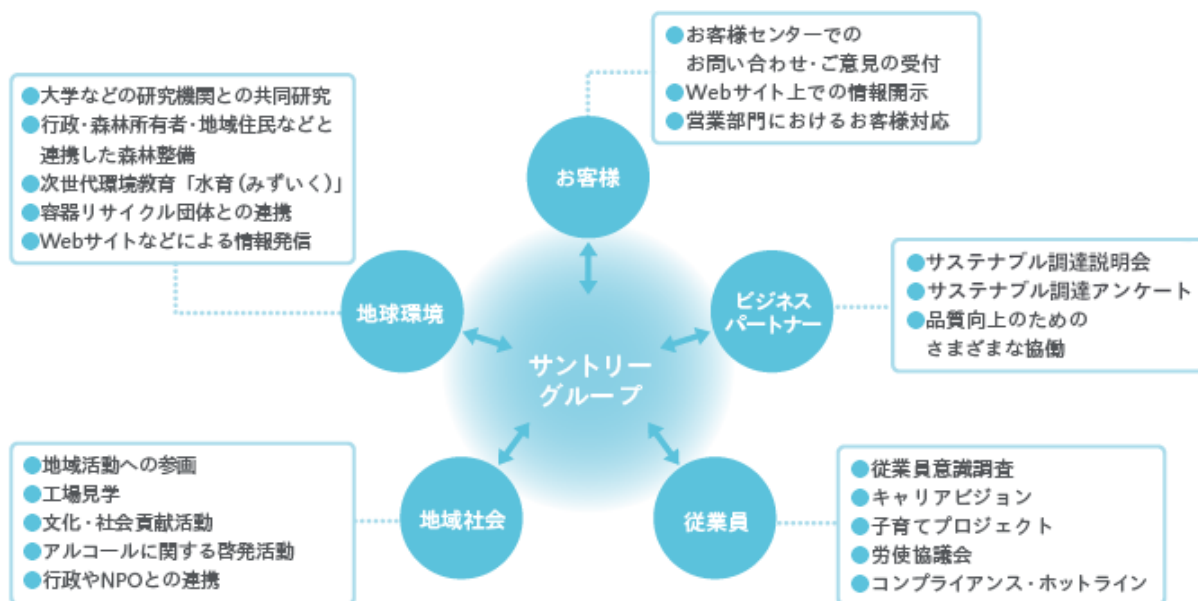 ●お客様センターでの
お問い合わせ・ご意見の受付
●Webサイト上での情報開示
●営業部門におけるお客様対応
お客様
●大学などの研究機関との共同研究
●行政・森林所有者・地域住民などと
連携した森林整備
●次世代環境教育「水育(みずいく)」
●容器リサイクル団体との連携
●Webサイトなどによる情報発信
地球環境
ビジネス
パートナー
●サステナブル調達説明会
●サステナブル調達アンケート
●品質向上のための
さまざまな協働
サントリー
グループ
●地域活動への参画
●工場見学
●文化・社会貢献活動
●アルコールに関する啓発活動
●行政やNPOとの連携
地域社会
従業員
●従業員意識調査
●キャリアビジョン
●子育てプロジェクト
●労使協議会
●コンプライアンス・ホットライン